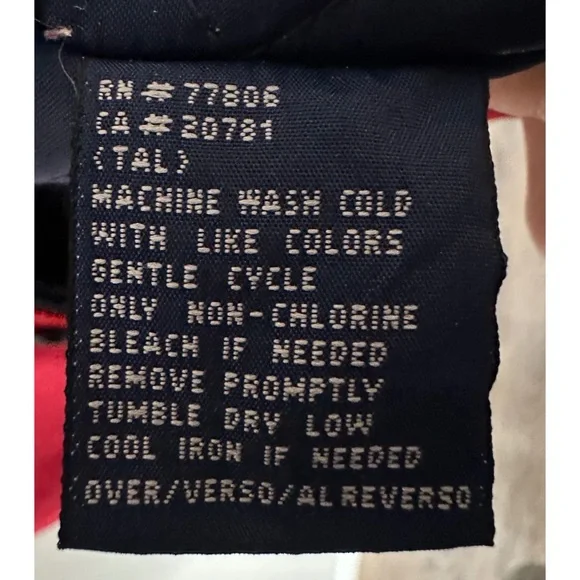 RN # 77806
CA # 20781
(TAL)
MACHINE WASH COLD
WITH LIKE COLORS
GENTLE CYCLE
ONLY NON-CHLORINE
BLEACH IF NEEDED
REMOVE PROMPTLY
TUMBLE DRY LOW
COOL IRON IF NEEDED
OVER/VERSO/AL REVERSO